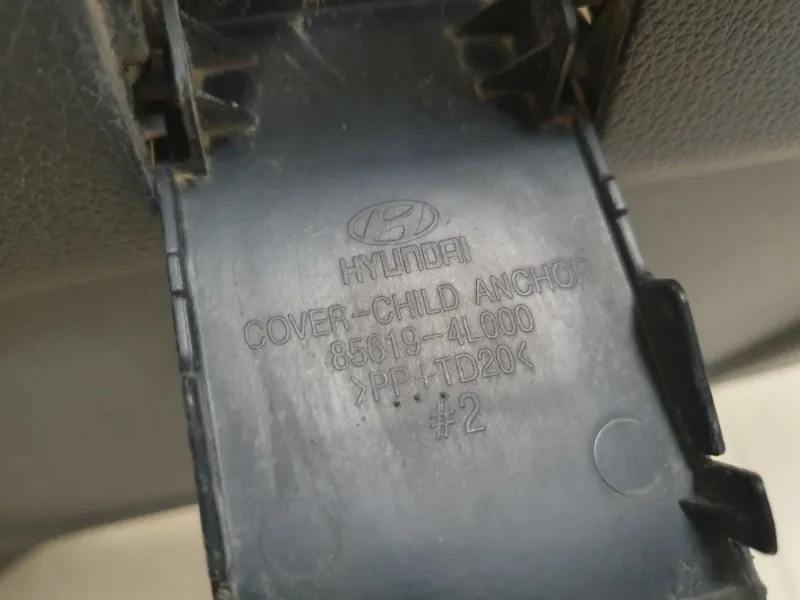 HYUNDAI
COVER-CHILD ANCHOR
85619-4L000
>PP+TD20<
#2